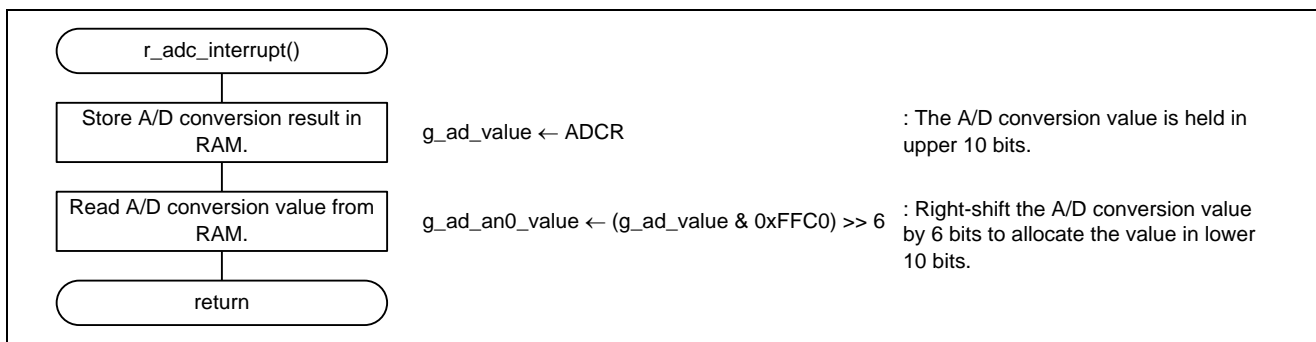 r_adc_interrupt()
Store A/D conversion result in
RAM.
g_ad_value ← ADCR
: The A/D conversion value is held in
upper 10 bits.
Read A/D conversion value from
RAM.
g_ad_an0_value ← (g_ad_value & 0xFFC0) >> 6
: Right-shift the A/D conversion value
by 6 bits to allocate the value in lower
10 bits.
return